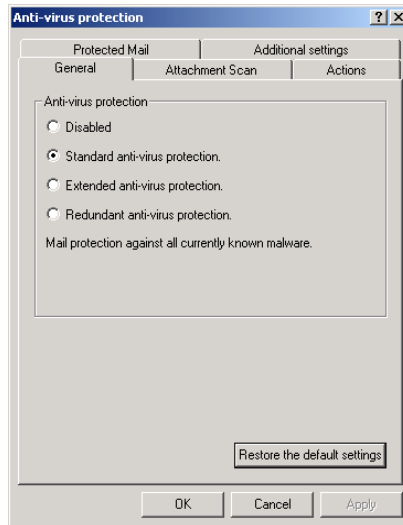 Anti-virus protection
Protected Mail Additional settings
General Attachment Scan Actions
Anti-virus protection
Disabled
Standard anti-virus protection.
Extended anti-virus protection.
Redundant anti-virus protection.
Mail protection against all currently known malware.
Restore the default settings
OK Cancel Apply